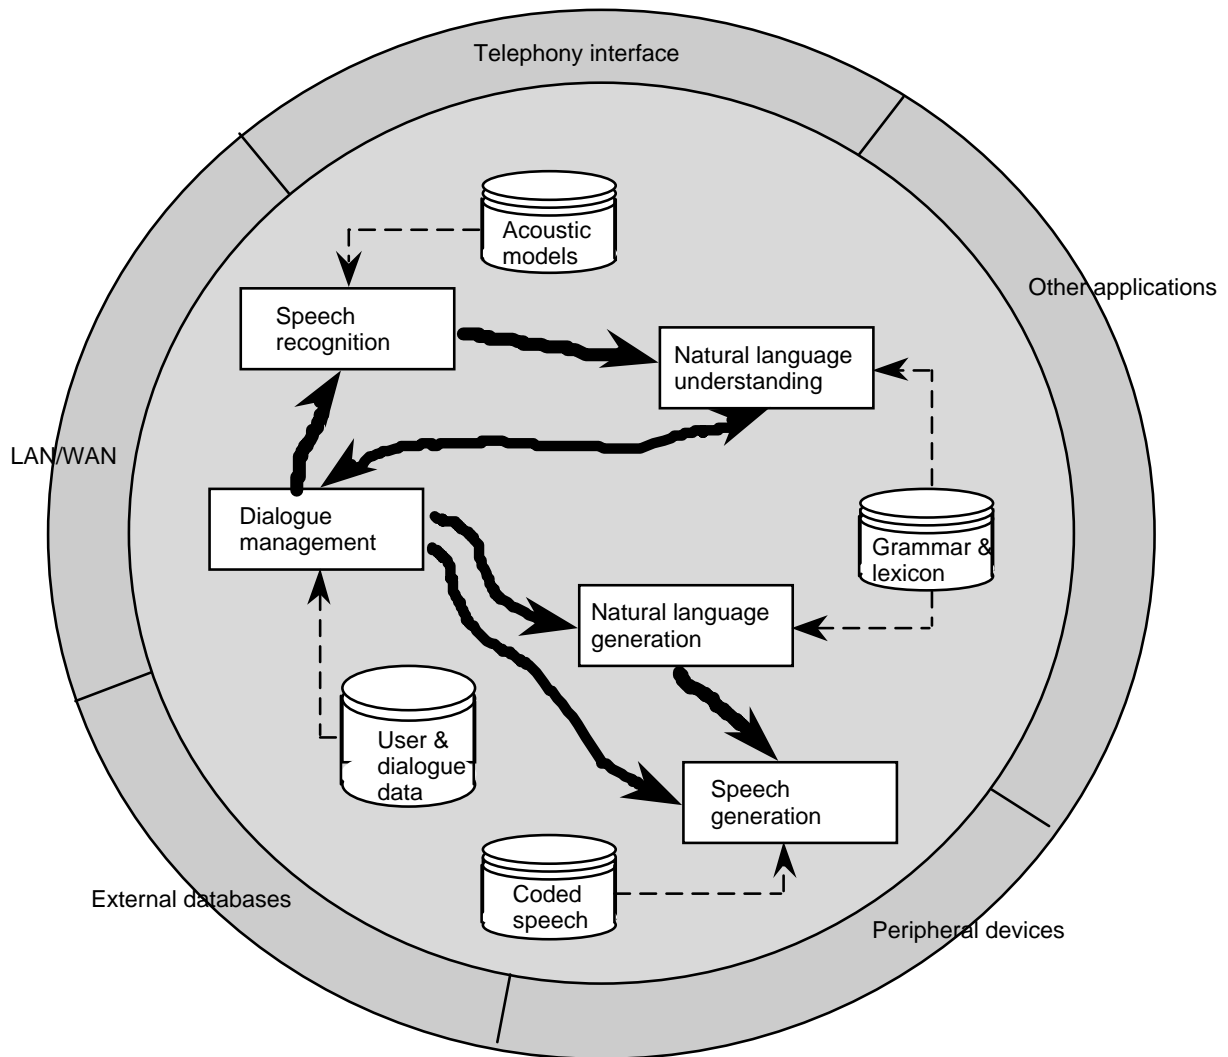 Telephony interface
Acoustic
models
Other applications
Speech
recognition
Natural language
understanding
LAN/WAN
Dialogue
management
Grammar &
lexicon
Natural language
generation
User &
dialogue
data
Speech
generation
External databases
Coded
speech
Peripheral devices